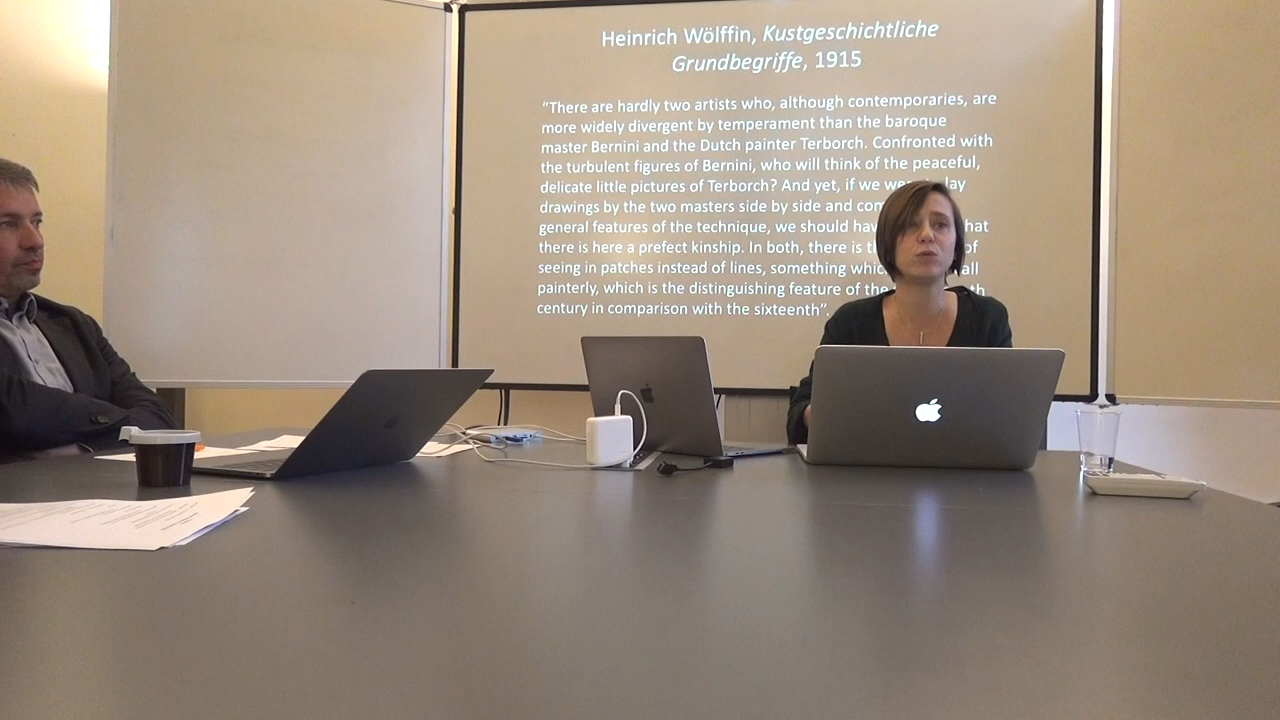 Heinrich Wölffin, Kustgeschichtliche
Grundbegriffe, 1915
“There are hardly two artists who, although contemporaries, are
more widely divergent by temperament than the baroque
master Bernini and the Dutch painter Terborch. Confronted with
the turbulent figures of Bernini, who will think of the peaceful,
delicate little pictures of Terborch? And yet, if we were to lay
drawings by the two masters side by side and
general features of the technique, we should that
there is here a prefect kinship. In both, there is of
seeing in patches instead of lines, something all
painterly, which is the distinguishing feature of the
century in comparison with the sixteenth”.